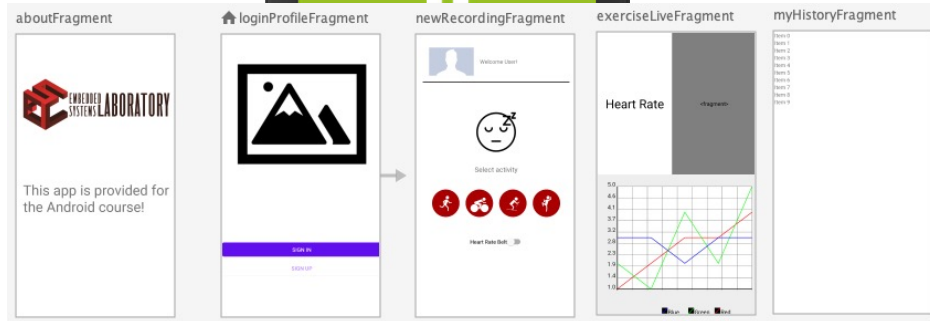 aboutFragment
loginProfileFragment
newRecordingFragment
exerciseLiveFragment
myHistoryFragment
EMBEDDED
SYSTEMS LABORATORY
This app is provided for
the Android course!
SIGN IN
SIGN UP
Welcome User!
zzz
Select activity
Heart Rate Belt
Heart Rate
<fragment>
5.0
4.6
4.1
3.7
3.2
2.8
2.3
1.9
1.4
1.0
Blue Green Red
Item 0
Item 1
Item 2
Item 3
Item 4
Item 5
Item 6
Item 7
Item 8
Item 9